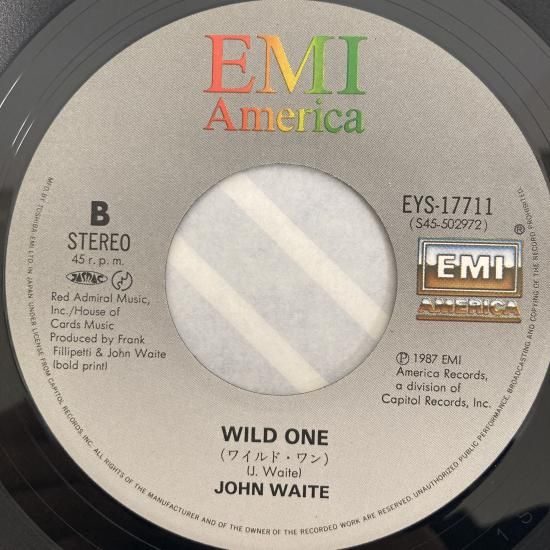 EMI
America
B
STEREO
45 r.p.m.
JASRAC
Red Admiral Music,
Inc./House of
Cards Music
Produced by Frank
Fillipetti & John Waite
(bold print)
EYS-17711
(S45-502972)
®
EMI
AMERICA
Ⓟ 1987 EMI
America Records,
a division of
Capitol Records, Inc.
WILD ONE
(ワイルド・ワン)
(J. Waite)
JOHN WAITE
MFD. BY TOSHIBA EMI LTD. IN JAPAN UNDER LICENSE FROM CAPITOL RECORDS, INC. ALL RIGHTS OF THE MANUFACTURER AND OF THE OWNER OF THE RECORDED WORK ARE RESERVED. UNAUTHORIZED PUBLIC PERFORMANCE, BROADCASTING AND COPYING OF THE RECORD PROHIBITED.